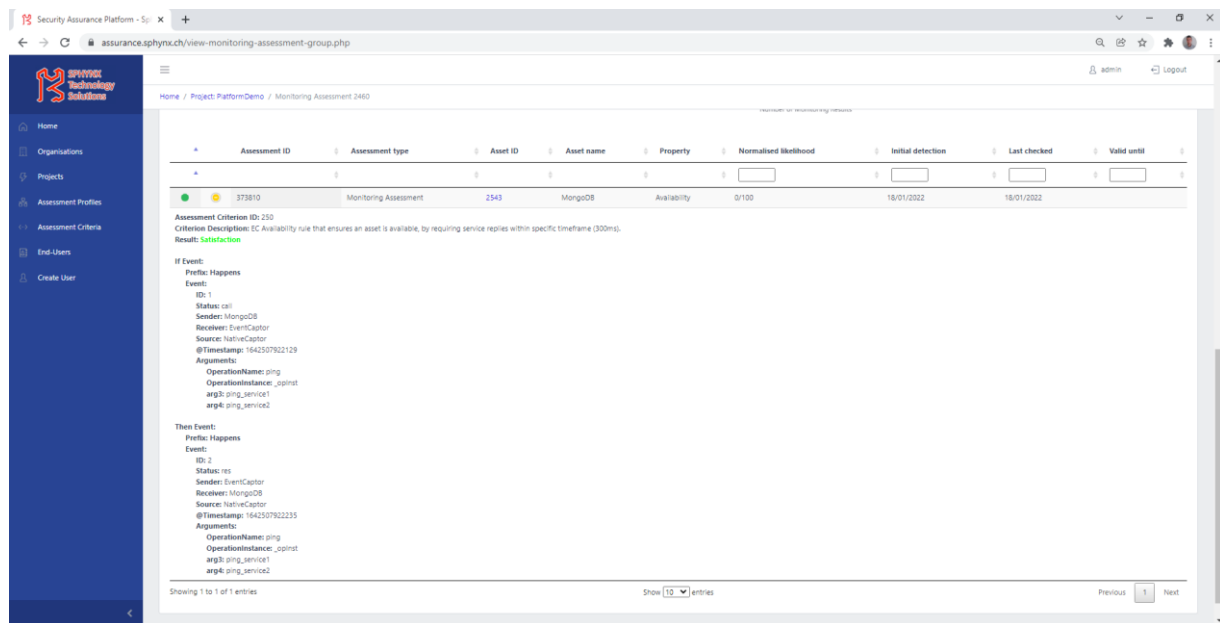 Security Assurance Platform - Sp
assurance.sphynx.ch/view-monitoring-assessment-group.php
SPHYNX
Technology
Solutions
admin
Logout
Home / Project: PlatformDemo / Monitoring Assessment 2460
Home
Organisations
Projects
Assessment Profiles
Assessment Criteria
End-Users
Create User
Number of Monitoring Results
Assessment ID Assessment type Asset ID Asset name Property Normalised likelihood Initial detection Last checked Valid until
373810 Monitoring Assessment 2543 MongoDB Availability 0/100 18/01/2022 18/01/2022
Assessment Criterion ID: 250
Criterion Description: EC Availability rule that ensures an asset is available, by requiring service replies within specific timeframe (300ms).
Result: Satisfaction
If Event:
Prefix: Happens
Event:
ID: 1
Status: call
Sender: MongoDB
Receiver: EventCaptor
Source: NativeCaptor
@Timestamp: 1642507922129
Arguments:
OperationName: ping
OperationInstance: _opInst
arg3: ping_service1
arg4: ping_service2
Then Event:
Prefix: Happens
Event:
ID: 2
Status: res
Sender: EventCaptor
Receiver: MongoDB
Source: NativeCaptor
@Timestamp: 1642507922235
Arguments:
OperationName: ping
OperationInstance: _opInst
arg3: ping_service1
arg4: ping_service2
Showing 1 to 1 of 1 entries
Show 10 entries
Previous 1 Next